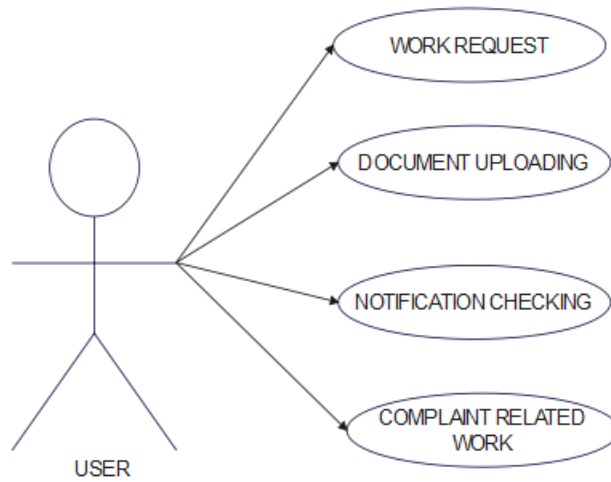 WORK REQUEST
DOCUMENT UPLOADING
NOTIFICATION CHECKING
COMPLAINT RELATED
WORK
USER